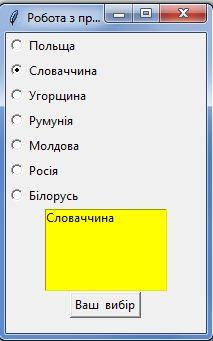 Робота з пр...
Польща
Словаччина
Угорщина
Румунія
Молдова
Росія
Білорусь
Словаччина
Ваш вибір